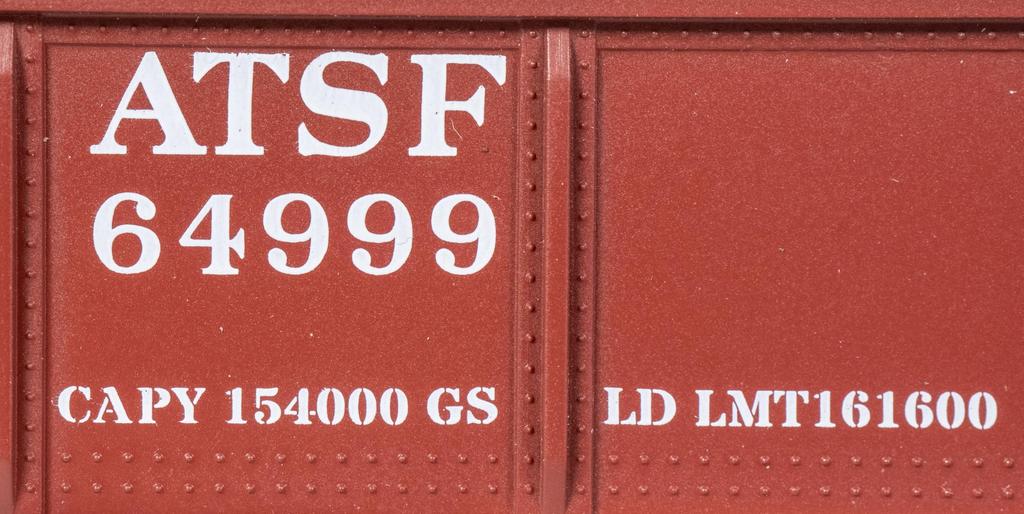 ATSF
64999
CAPY 154000 GS
LD LMT161600